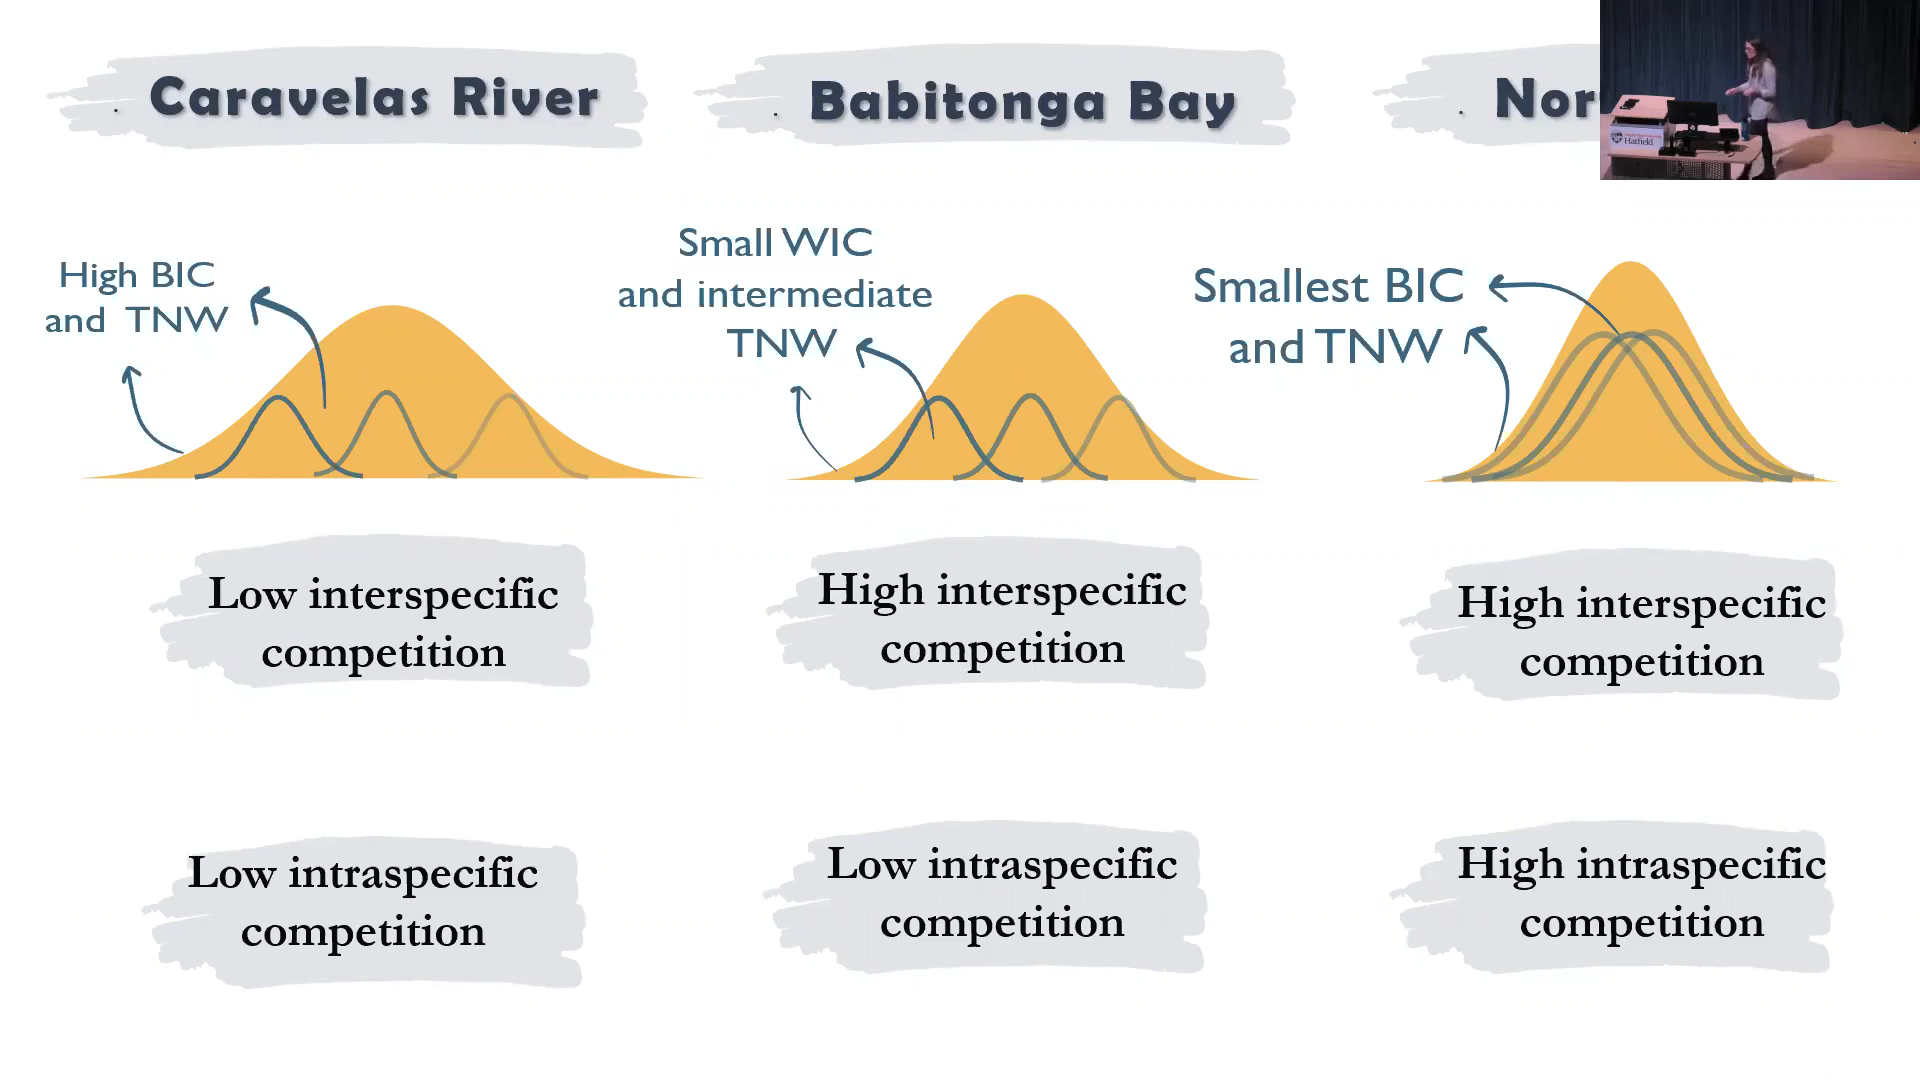 Caravelas River
Babitonga Bay
High BIC
and TNW
Small WIC
and intermediate
TNW
Smallest BIC
and TNW
Low interspecific
competition
High interspecific
competition
High interspecific
competition
Low intraspecific
competition
Low intraspecific
competition
High intraspecific
competition
Hatfield